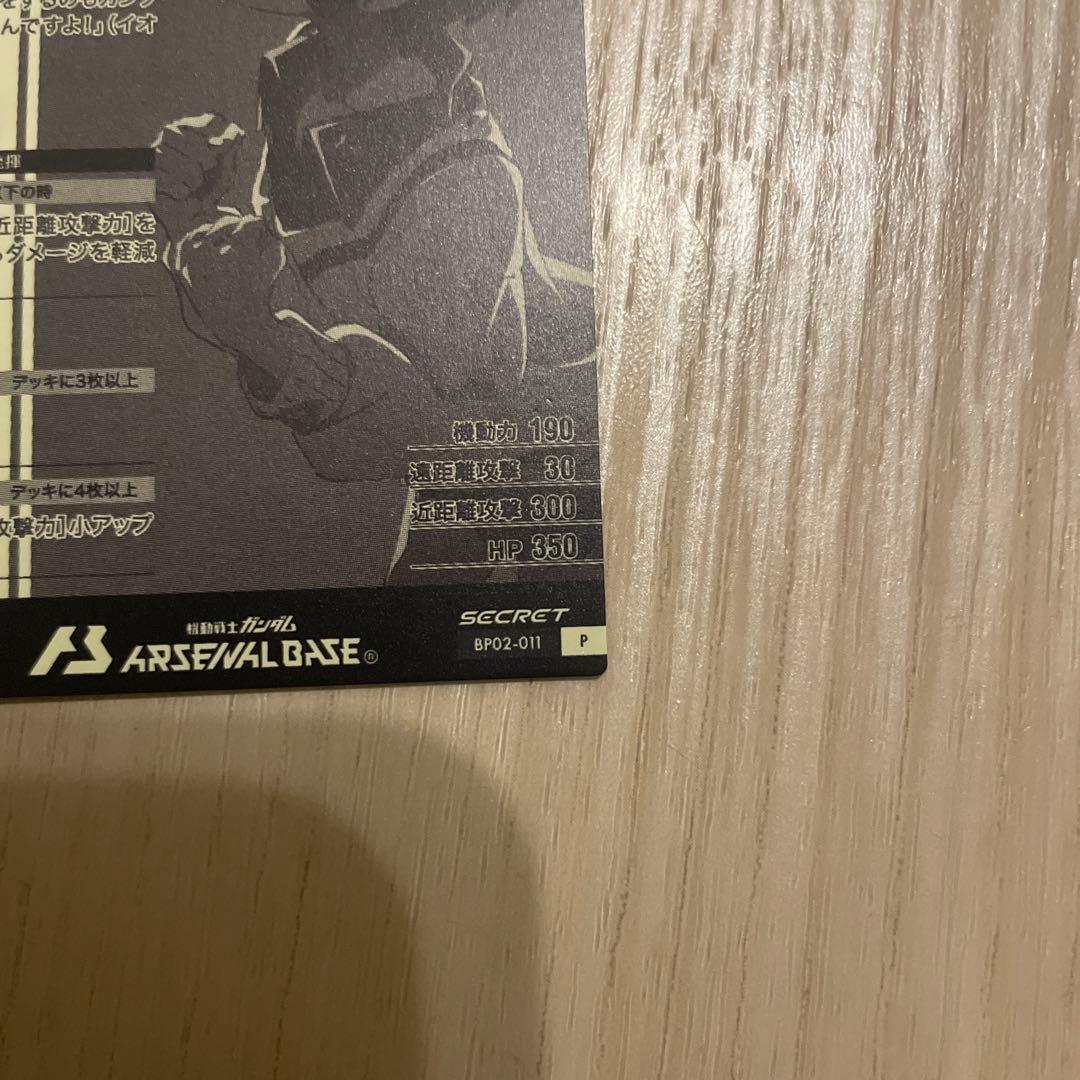 んですよ!」(イオ
下の時
近距離攻撃力]を
ダメージを軽減
デッキに3枚以上
デッキに4枚以上
攻撃力]小アップ
機動力 190
遠距離攻撃 30
近距離攻撃 300
HP 350
機動戦士ガンダム
ARSENAL BASE®
SECRET
BP02-011 P